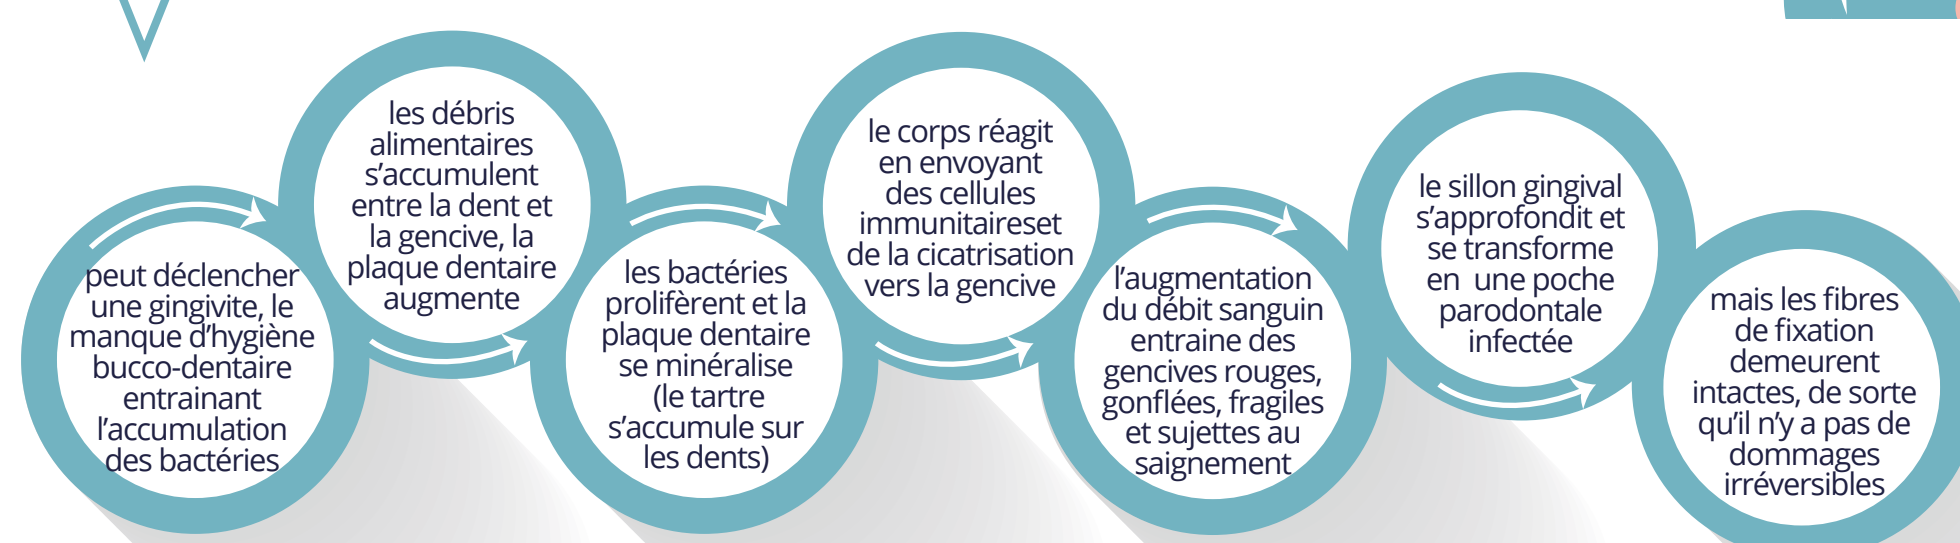 peut déclencher
une gingivite, le
manque d’hygiène
bucco-dentaire
entrainant
l’accumulation
des bactéries
les débris
alimentaires
s’accumulent
entre la dent et
la gencive, la
plaque dentaire
augmente
les bactéries
prolifèrent et la
plaque dentaire
se minéralise
(le tartre
s’accumule sur
les dents)
le corps réagit
en envoyant
des cellules
immunitaireset
de la cicatrisation
vers la gencive
l’augmentation
du débit sanguin
entraine des
gencives rouges,
gonflées, fragiles
et sujettes au
saignement
le sillon gingival
s’approfondit et
se transforme
en  une poche
parodontale
infectée
mais les fibres
de fixation
demeurent
intactes, de sorte
qu’il n’y a pas de
dommages
irréversibles